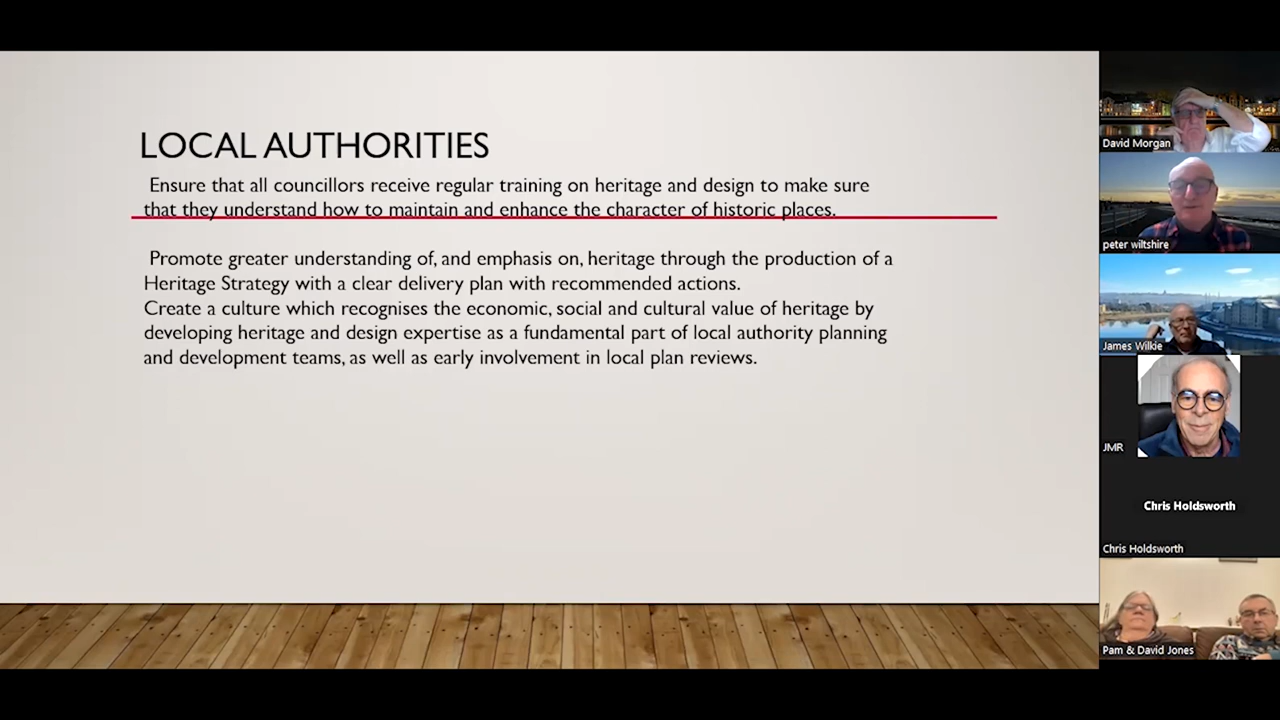 LOCAL AUTHORITIES
Ensure that all councillors receive regular training on heritage and design to make sure
that they understand how to maintain and enhance the character of historic places.
Promote greater understanding of, and emphasis on, heritage through the production of a
Heritage Strategy with a clear delivery plan with recommended actions.
Create a culture which recognises the economic, social and cultural value of heritage by
developing heritage and design expertise as a fundamental part of local authority planning
and development teams, as well as early involvement in local plan reviews.
David Morgan
peter wiltshire
James Wilkie
JMR
Chris Holdsworth
Chris Holdsworth
Pam & David Jones